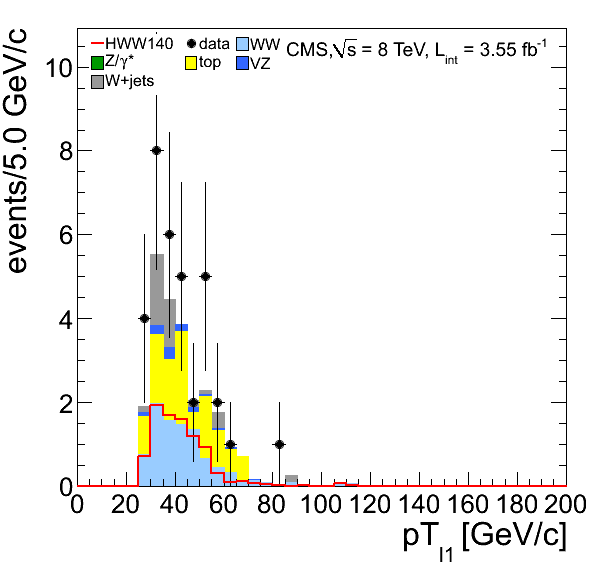 HWW140 data WW CMS,√s = 8 TeV, L_int = 3.55 fb⁻¹
Z/γ* top VZ
W+jets
events/5.0 GeV/c
10
8
6
4
2
0
0 20 40 60 80 100 120 140 160 180 200
pT_l1 [GeV/c]